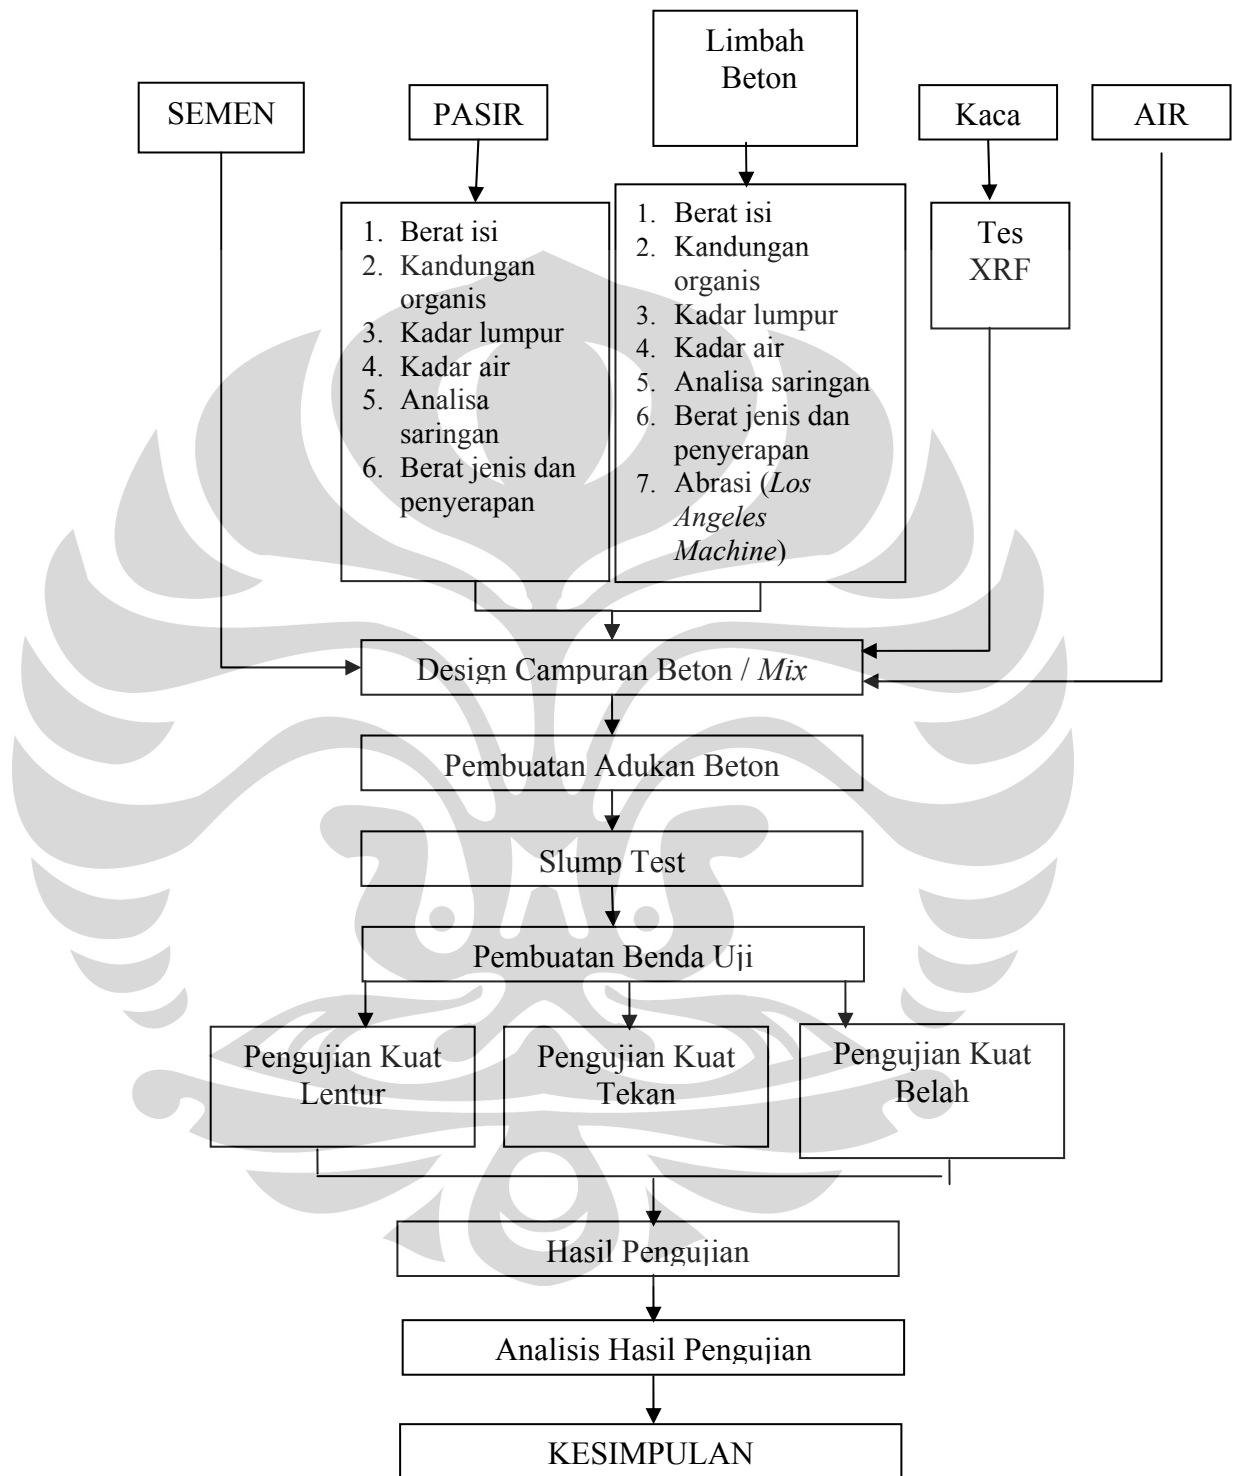 Limbah
Beton
SEMEN
PASIR
Kaca
AIR
1. Berat isi
2. Kandungan
organis
3. Kadar lumpur
4. Kadar air
5. Analisa
saringan
6. Berat jenis dan
penyerapan
1. Berat isi
2. Kandungan
organis
3. Kadar lumpur
4. Kadar air
5. Analisa saringan
6. Berat jenis dan
penyerapan
7. Abrasi (Los
Angeles
Machine)
Tes
XRF
Design Campuran Beton / Mix
Pembuatan Adukan Beton
Slump Test
Pembuatan Benda Uji
Pengujian Kuat
Lentur
Pengujian Kuat
Tekan
Pengujian Kuat
Belah
Hasil Pengujian
Analisis Hasil Pengujian
KESIMPULAN